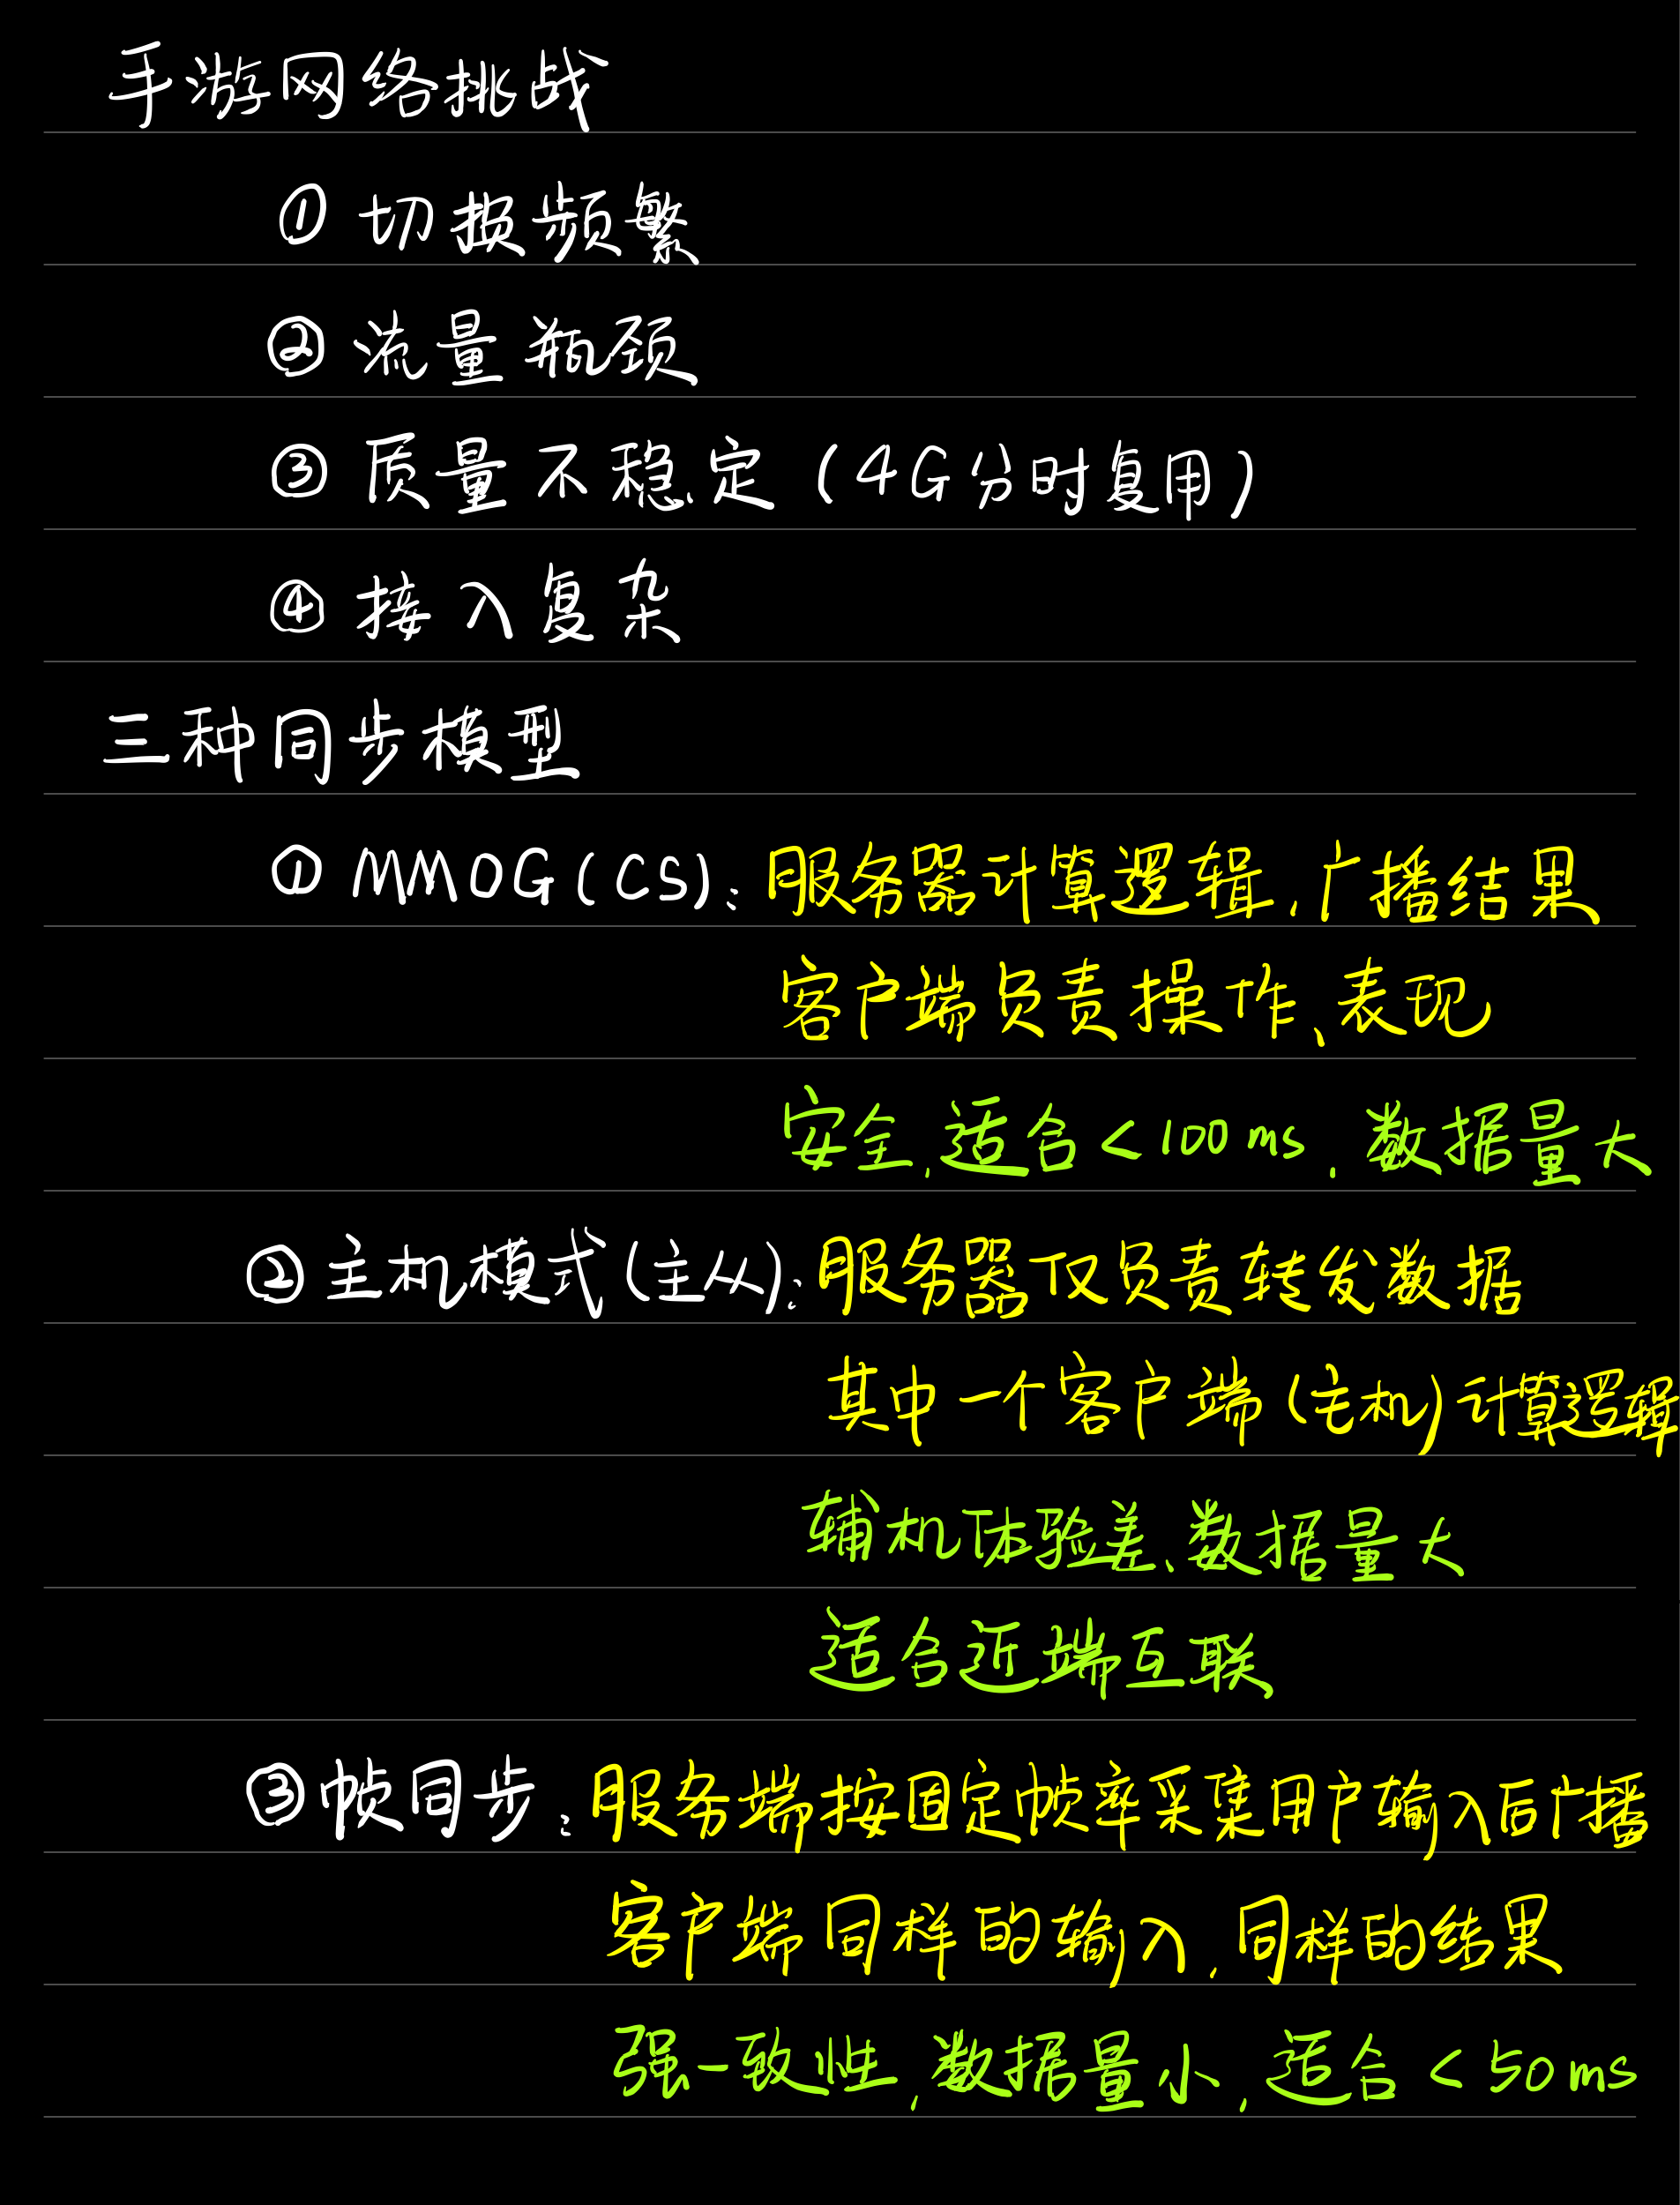 手游网络挑战
① 切换频繁
② 流量瓶颈
③ 质量不稳定 (4G分时复用)
④ 接入复杂
三种同步模型
① MMOG(CS): 服务器计算逻辑,广播结果
客户端负责操作、表现
安全,适合<100ms,数据量大
② 主机模式(主从): 服务器仅负责转发数据
其中一个客户端(主机)计算逻辑
辅机体验差、数据量大
适合近端互联
③ 帧同步: 服务端按固定帧率采集用户输入后广播
客户端同样的输入,同样的结果
强一致性,数据量小,适合<50ms